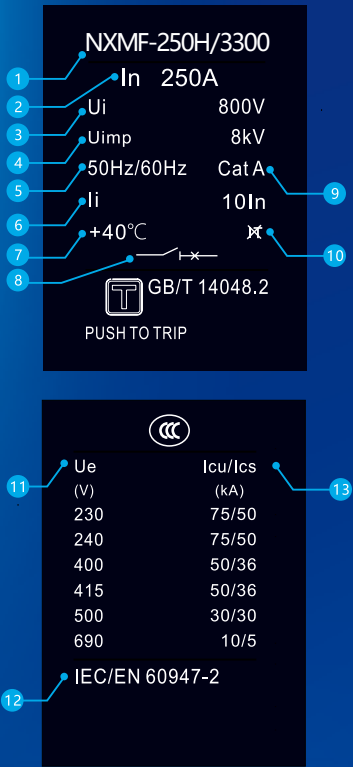 NXMF-250H/3300
1
In 250A
2
Ui 800V
3
Uimp 8kV
4
50Hz/60Hz Cat A
5
9
Ii 10In
6
+40℃
7
10
8
T GB/T 14048.2
PUSH TO TRIP
CCC
Ue Icu/Ics
11
13
(V) (kA)
230 75/50
240 75/50
400 50/36
415 50/36
500 30/30
690 10/5
IEC/EN 60947-2
12